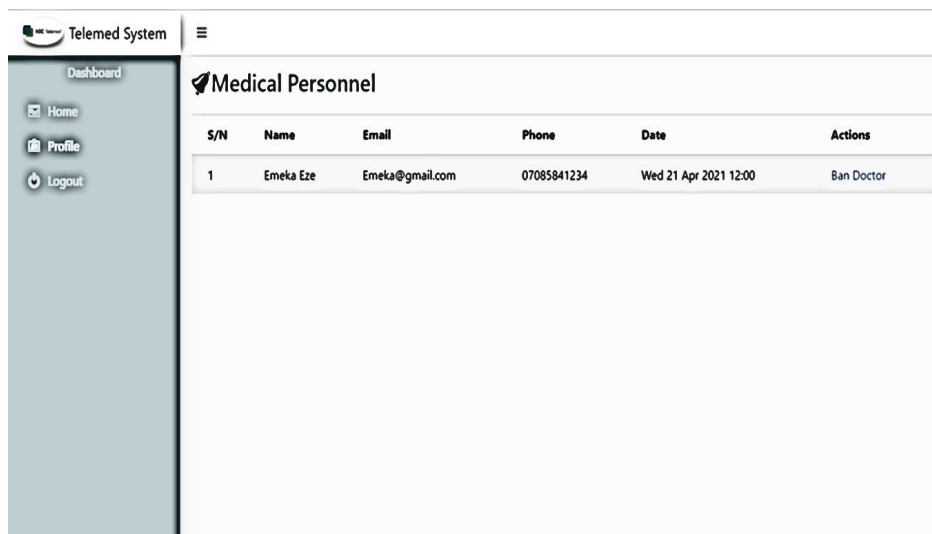 Telemed System
Dashboard
Home
Profile
Logout
Medical Personnel
S/N Name Email Phone Date Actions
1 Emeka Eze Emeka@gmail.com 07085841234 Wed 21 Apr 2021 12:00 Ban Doctor